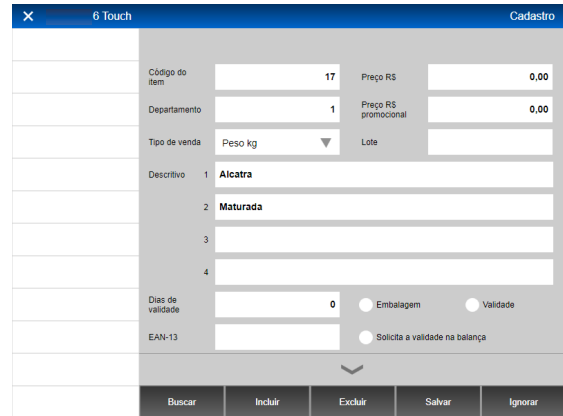 6 Touch
Cadastro
Código do item 17 Preço R$ 0,00
Departamento 1 Preço R$ promocional 0,00
Tipo de venda Peso kg Lote
Descritivo 1 Alcatra
2 Maturada
3
4
Dias de validade 0 Embalagem Validade
EAN-13 Solicita a validade na balança
Buscar Incluir Excluir Salvar Ignorar